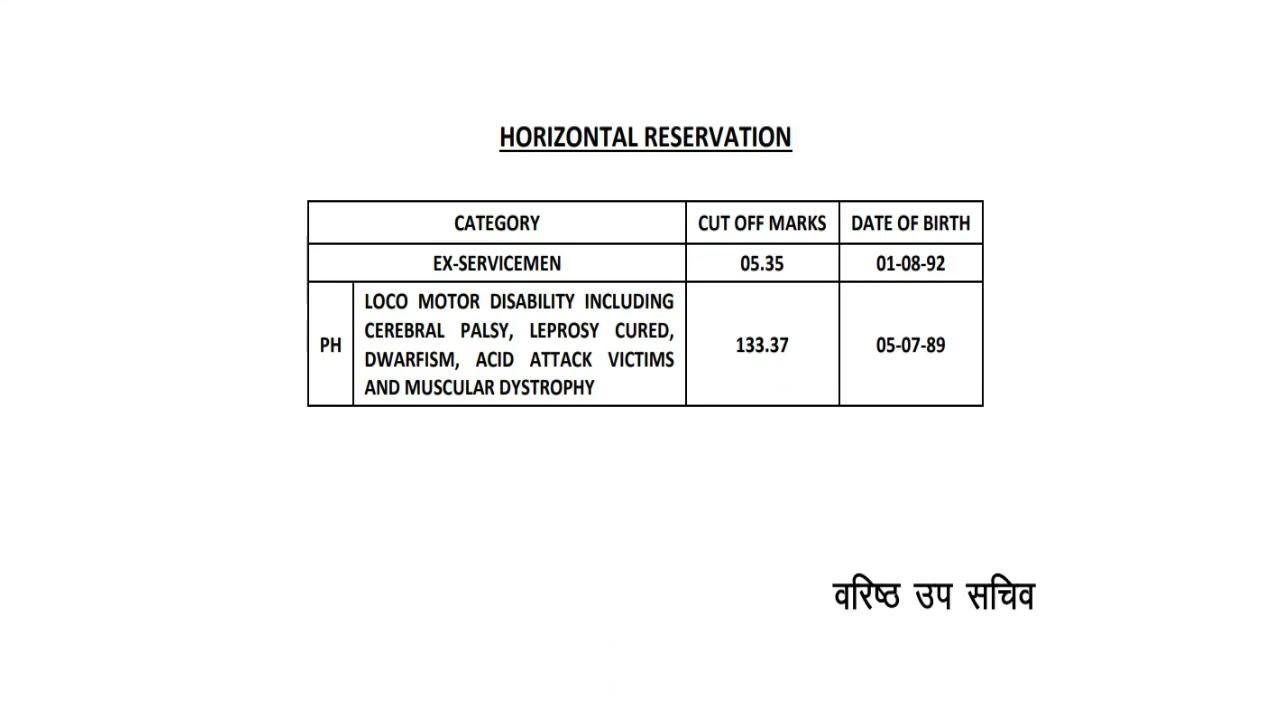 HORIZONTAL RESERVATION
CATEGORY CUT OFF MARKS DATE OF BIRTH
EX-SERVICEMEN 05.35 01-08-92
LOCO MOTOR DISABILITY INCLUDING
CEREBRAL PALSY, LEPROSY CURED,
PH 133.37 05-07-89
DWARFISM, ACID ATTACK VICTIMS
AND MUSCULAR DYSTROPHY
वरिष्ठ उप सचिव